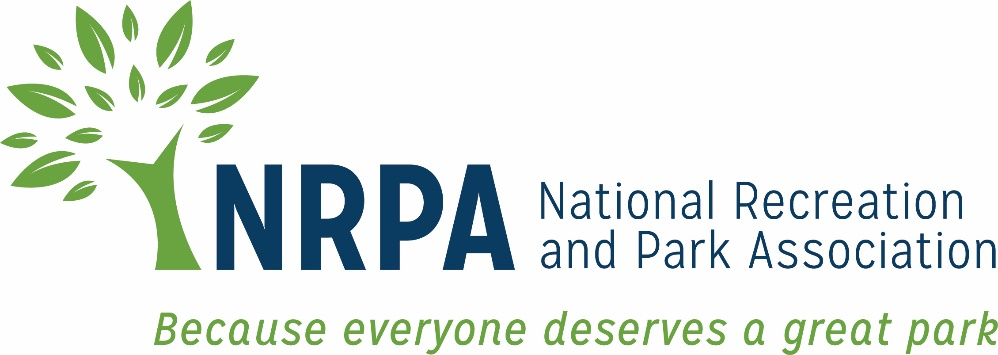 NRPA
National Recreation
and Park Association
Because everyone deserves a great park